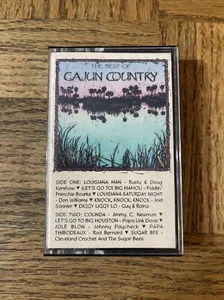 THE BEST OF
CAJUN COUNTRY
SIDE ONE: LOUISIANA MAN - Rusty & Doug
Kershaw ▼ (LET'S GO TO) BIG MAMOU - Fiddlin'
Frenchie Bourke ▼ LOUISIANA SATURDAY NIGHT
- Don Williams ▼ KNOCK, KNOCK, KNOCK - Joel
Sonnier ▼ DIGGY LIGGY LO - Guy & Raina
SIDE TWO: COLINDA - Jimmy C. Newman ▼
LET'S GO TO BIG HOUSTON - Papa Link Davis ▼
JOLE BLON - Johnny Paycheck ▼ PAPA
THIBODEAUX - Rod Bernard ▼ SUGAR BEE -
Cleveland Crochet And The Sugar Bees